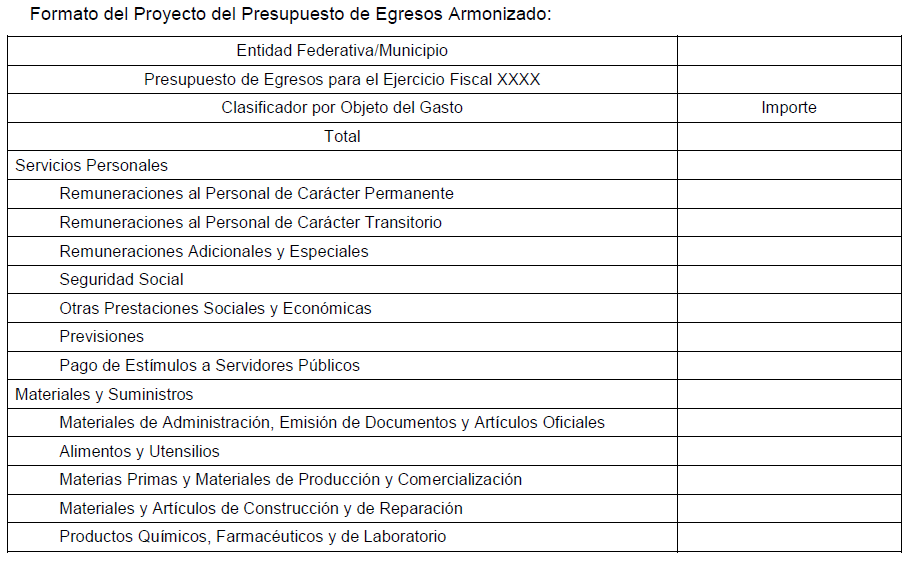 Formato del Proyecto del Presupuesto de Egresos Armonizado:
Entidad Federativa/Municipio
Presupuesto de Egresos para el Ejercicio Fiscal XXXX
Clasificador por Objeto del Gasto Importe
Total
Servicios Personales
Remuneraciones al Personal de Carácter Permanente
Remuneraciones al Personal de Carácter Transitorio
Remuneraciones Adicionales y Especiales
Seguridad Social
Otras Prestaciones Sociales y Económicas
Previsiones
Pago de Estímulos a Servidores Públicos
Materiales y Suministros
Materiales de Administración, Emisión de Documentos y Artículos Oficiales
Alimentos y Utensilios
Materias Primas y Materiales de Producción y Comercialización
Materiales y Artículos de Construcción y de Reparación
Productos Químicos, Farmacéuticos y de Laboratorio